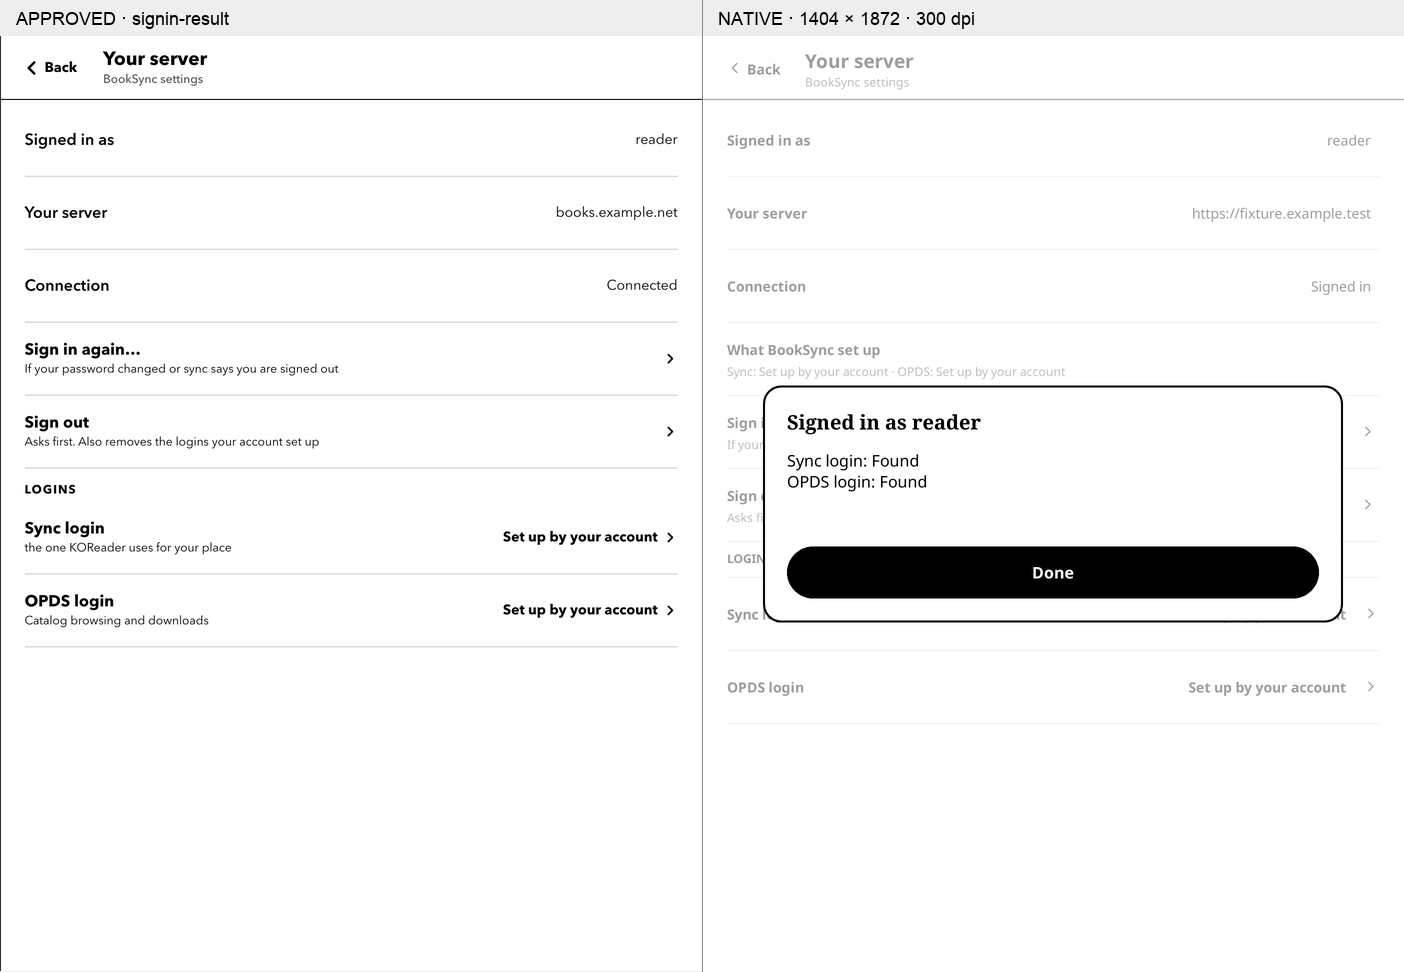 APPROVED · signin-result
Back
Your server
BookSync settings
Signed in as
reader
Your server
books.example.net
Connection
Connected
Sign in again...
If your password changed or sync says you are signed out
Sign out
Asks first. Also removes the logins your account set up
LOGINS
Sync login
the one KOReader uses for your place
Set up by your account
OPDS login
Catalog browsing and downloads
Set up by your account
NATIVE · 1404 × 1872 · 300 dpi
Back
Your server
BookSync settings
Signed in as
reader
Your server
https://fixture.example.test
Connection
Signed in
What BookSync set up
Sync: Set up by your account · OPDS: Set up by your account
Sign
If your
Sign
Asks
Signed in as reader
Sync login: Found
OPDS login: Found
Done
Sync
OPDS login
Set up by your account